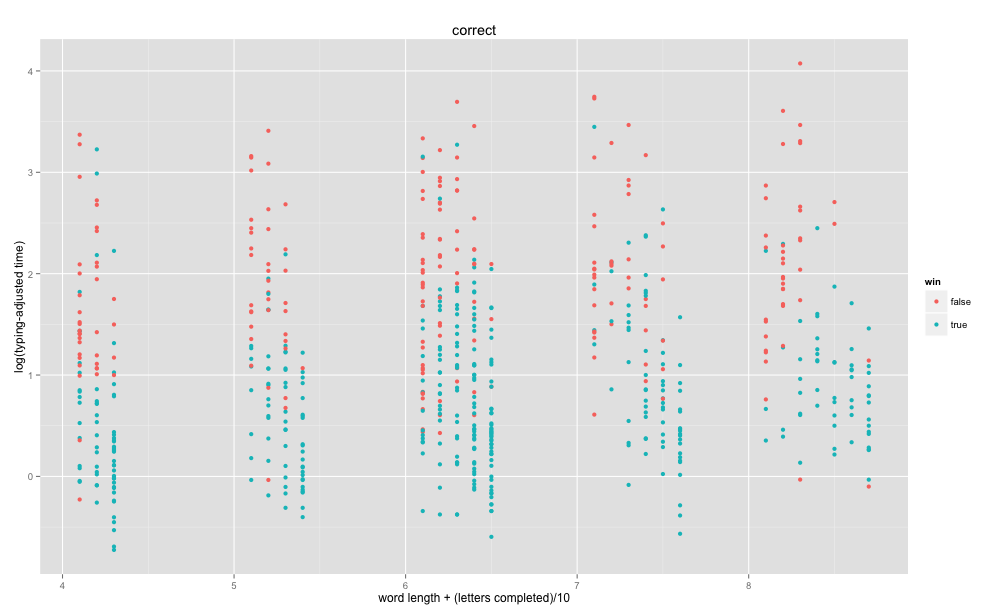 correct
log(typing-adjusted time)
4
3
2
1
0
4 5 6 7 8
word length + (letters completed)/10
win
false
true